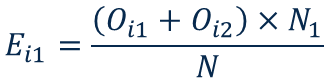 E_{i1} = \frac{(O_{i1} + O_{i2}) \times N_1}{N}